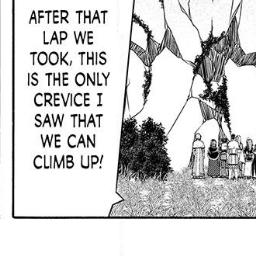 AFTER THAT
LAP WE
TOOK, THIS
IS THE ONLY
CREVICE I
SAW THAT
WE CAN
CLIMB UP!